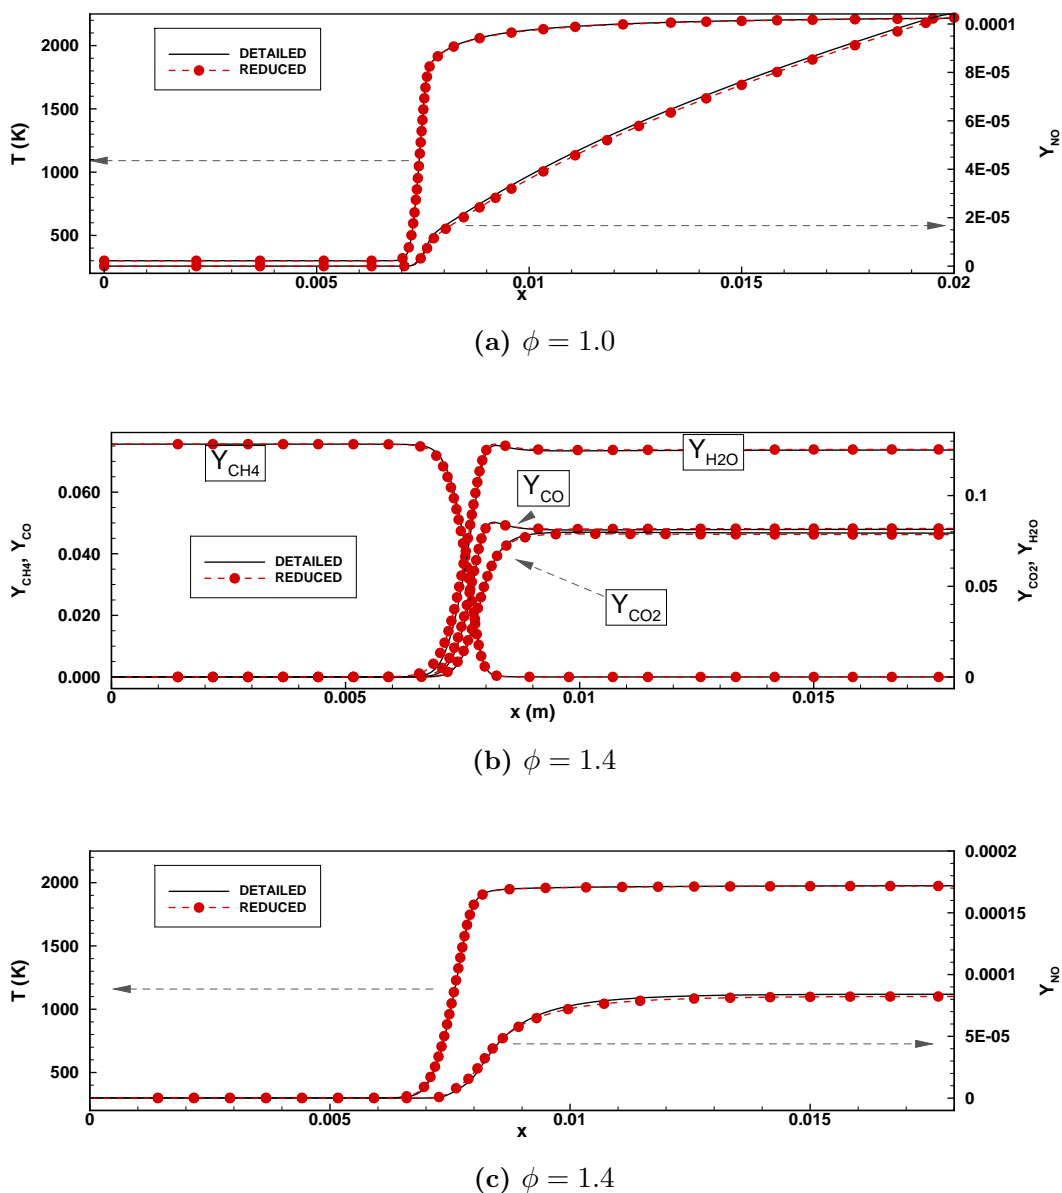 2000
1500
1000
500
T (K)
DETAILED
REDUCED
0.0001
8E-05
6E-05
4E-05
2E-05
0
Y_NO
0
0.005
0.01
0.015
0.02
x
(a) ϕ = 1.0
0.060
0.040
0.020
0.000
Y_CH4, Y_CO
Y_CH4
DETAILED
REDUCED
Y_H2O
Y_CO
Y_CO2
0.1
0.05
0
Y_CO2, Y_H2O
0
0.005
0.01
0.015
x (m)
(b) ϕ = 1.4
2000
1500
1000
500
T (K)
DETAILED
REDUCED
0.0002
0.00015
0.0001
5E-05
0
Y_NO
0
0.005
0.01
0.015
x
(c) ϕ = 1.4